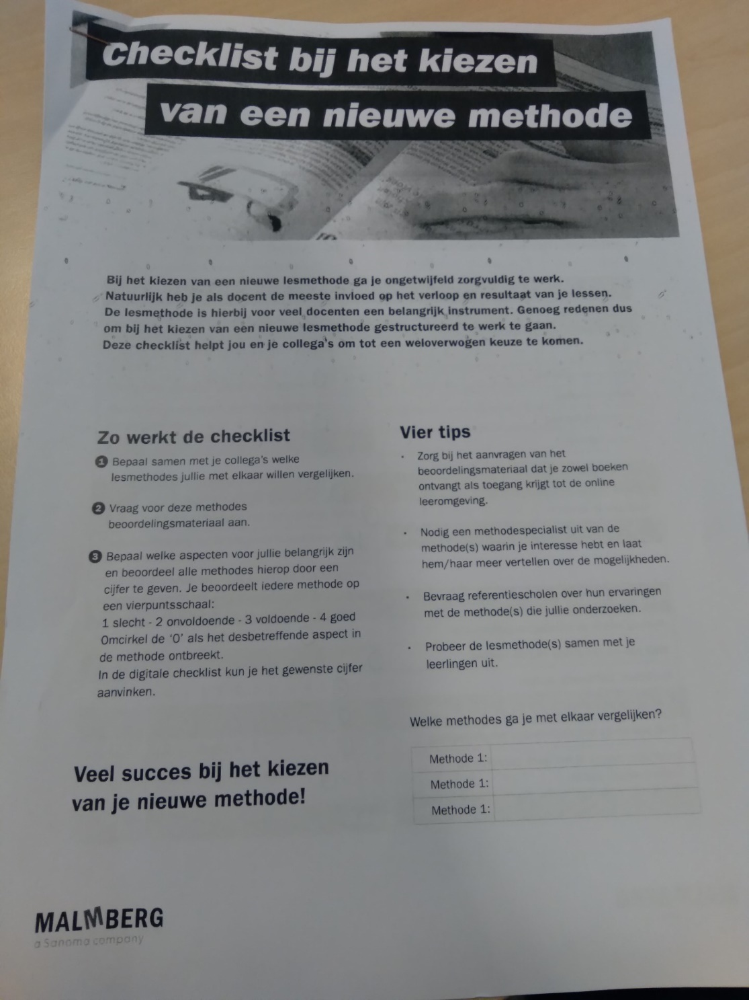 Checklist bij het kiezen
van een nieuwe methode
Bij het kiezen van een nieuwe lesmethode ga je ongetwijfeld zorgvuldig te werk.
Natuurlijk heb je als docent de meeste invloed op het verloop en resultaat van je lessen.
De lesmethode is hierbij voor veel docenten een belangrijk instrument. Genoeg redenen dus
om bij het kiezen van een nieuwe lesmethode gestructureerd te werk te gaan.
Deze checklist helpt jou en je collega's om tot een weloverwogen keuze te komen.
Zo werkt de checklist
1 Bepaal samen met je collega's welke
lesmethodes jullie met elkaar willen vergelijken.
2 Vraag voor deze methodes
beoordelingsmateriaal aan.
3 Bepaal welke aspecten voor jullie belangrijk zijn
en beoordeel alle methodes hierop door een
cijfer te geven. Je beoordeelt iedere methode op
een vierpuntsschaal:
1 slecht - 2 onvoldoende - 3 voldoende - 4 goed
Omcirkel de '0' als het desbetreffende aspect in
de methode ontbreekt.
In de digitale checklist kun je het gewenste cijfer
aanvinken.
Veel succes bij het kiezen
van je nieuwe methode!
Vier tips
• Zorg bij het aanvragen van het
beoordelingsmateriaal dat je zowel boeken
ontvangt als toegang krijgt tot de online
leeromgeving.
• Nodig een methodespecialist uit van de
methode(s) waarin je interesse hebt en laat
hem/haar meer vertellen over de mogelijkheden.
• Bevraag referentiescholen over hun ervaringen
met de methode(s) die jullie onderzoeken.
• Probeer de lesmethode(s) samen met je
leerlingen uit.
Welke methodes ga je met elkaar vergelijken?
Methode 1:
Methode 1:
Methode 1:
MALMBERG
a Sanoma company